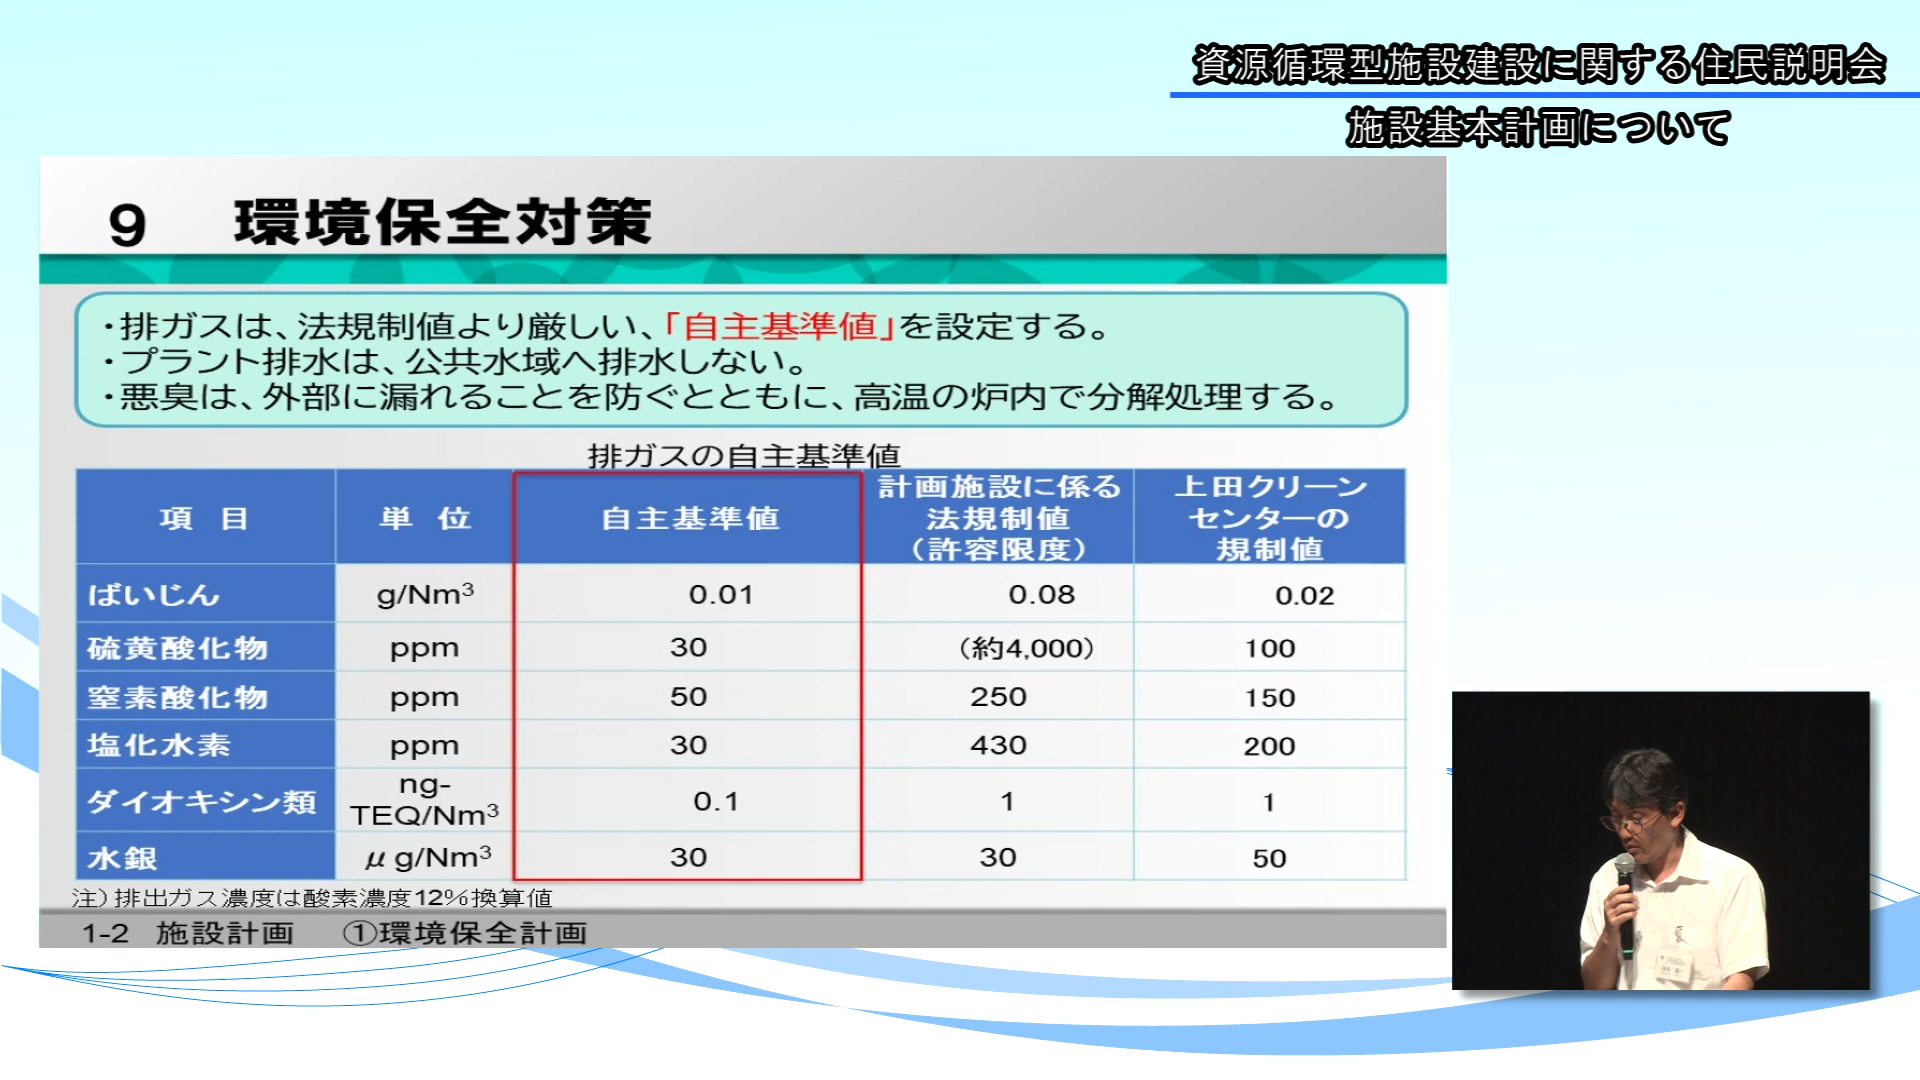 資源循環型施設建設に関する住民説明会
施設基本計画について
9 環境保全対策
・排ガスは、法規制値より厳しい、「自主基準値」を設定する。
・プラント排水は、公共水域へ排水しない。
・悪臭は、外部に漏れることを防ぐとともに、高温の炉内で分解処理する。
排ガスの自主基準値
項 目 単 位 自主基準値 計画施設に係る法規制値（許容限度） 上田クリーンセンターの規制値
ばいじん g/Nm³ 0.01 0.08 0.02
硫黄酸化物 ppm 30 （約4,000） 100
窒素酸化物 ppm 50 250 150
塩化水素 ppm 30 430 200
ダイオキシン類 ng-TEQ/Nm³ 0.1 1 1
水銀 μg/Nm³ 30 30 50
注）排出ガス濃度は酸素濃度12％換算値
1-2 施設計画 ①環境保全計画